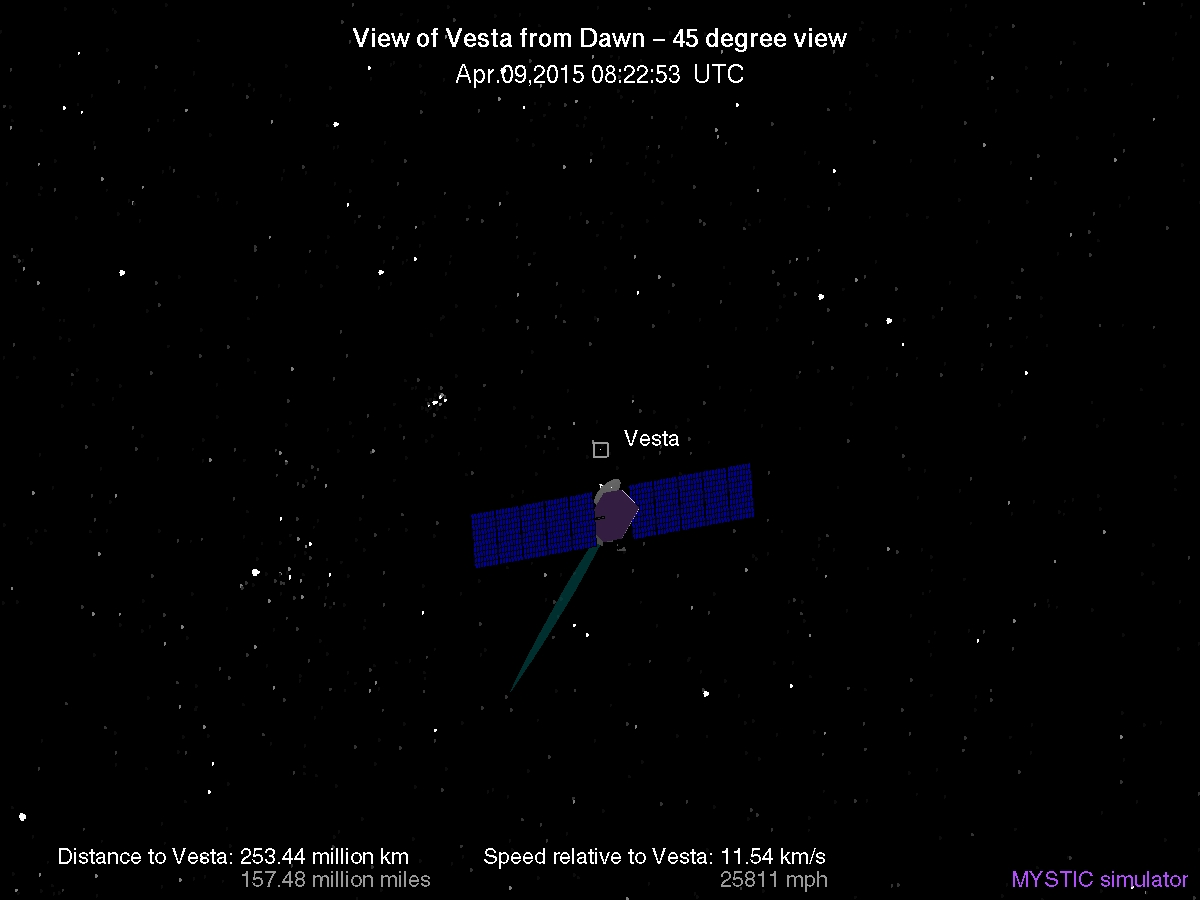 View of Vesta from Dawn – 45 degree view
Apr.09,2015 08:22:53 UTC
Vesta
Distance to Vesta: 253.44 million km
157.48 million miles
Speed relative to Vesta: 11.54 km/s
25811 mph
MYSTIC simulator